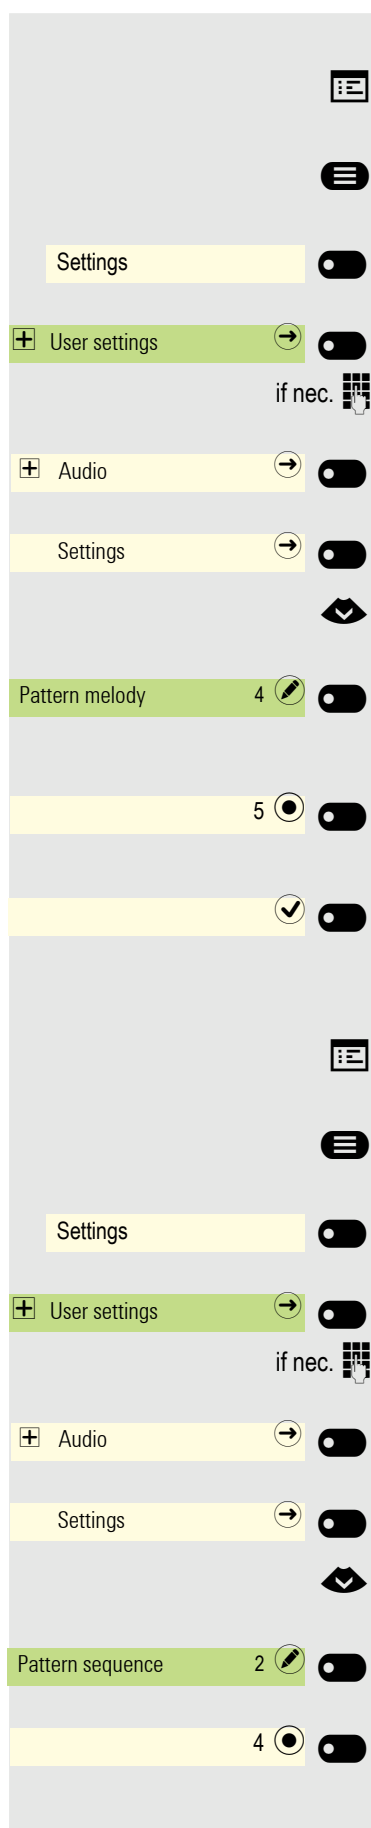 Settings
User settings
if nec.
Audio
Settings
Pattern melody 4
5
Settings
User settings
if nec.
Audio
Settings
Pattern sequence 2
4